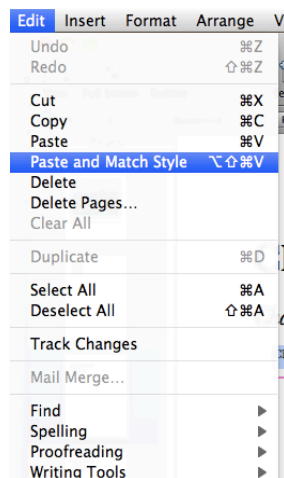 Edit Insert Format Arrange
Undo ⌘Z
Redo ⇧⌘Z
Cut ⌘X
Copy ⌘C
Paste ⌘V
Paste and Match Style ⌥⇧⌘V
Delete
Delete Pages...
Clear All
Duplicate ⌘D
Select All ⌘A
Deselect All ⇧⌘A
Track Changes
Mail Merge...
Find
Spelling
Proofreading
Writing Tools